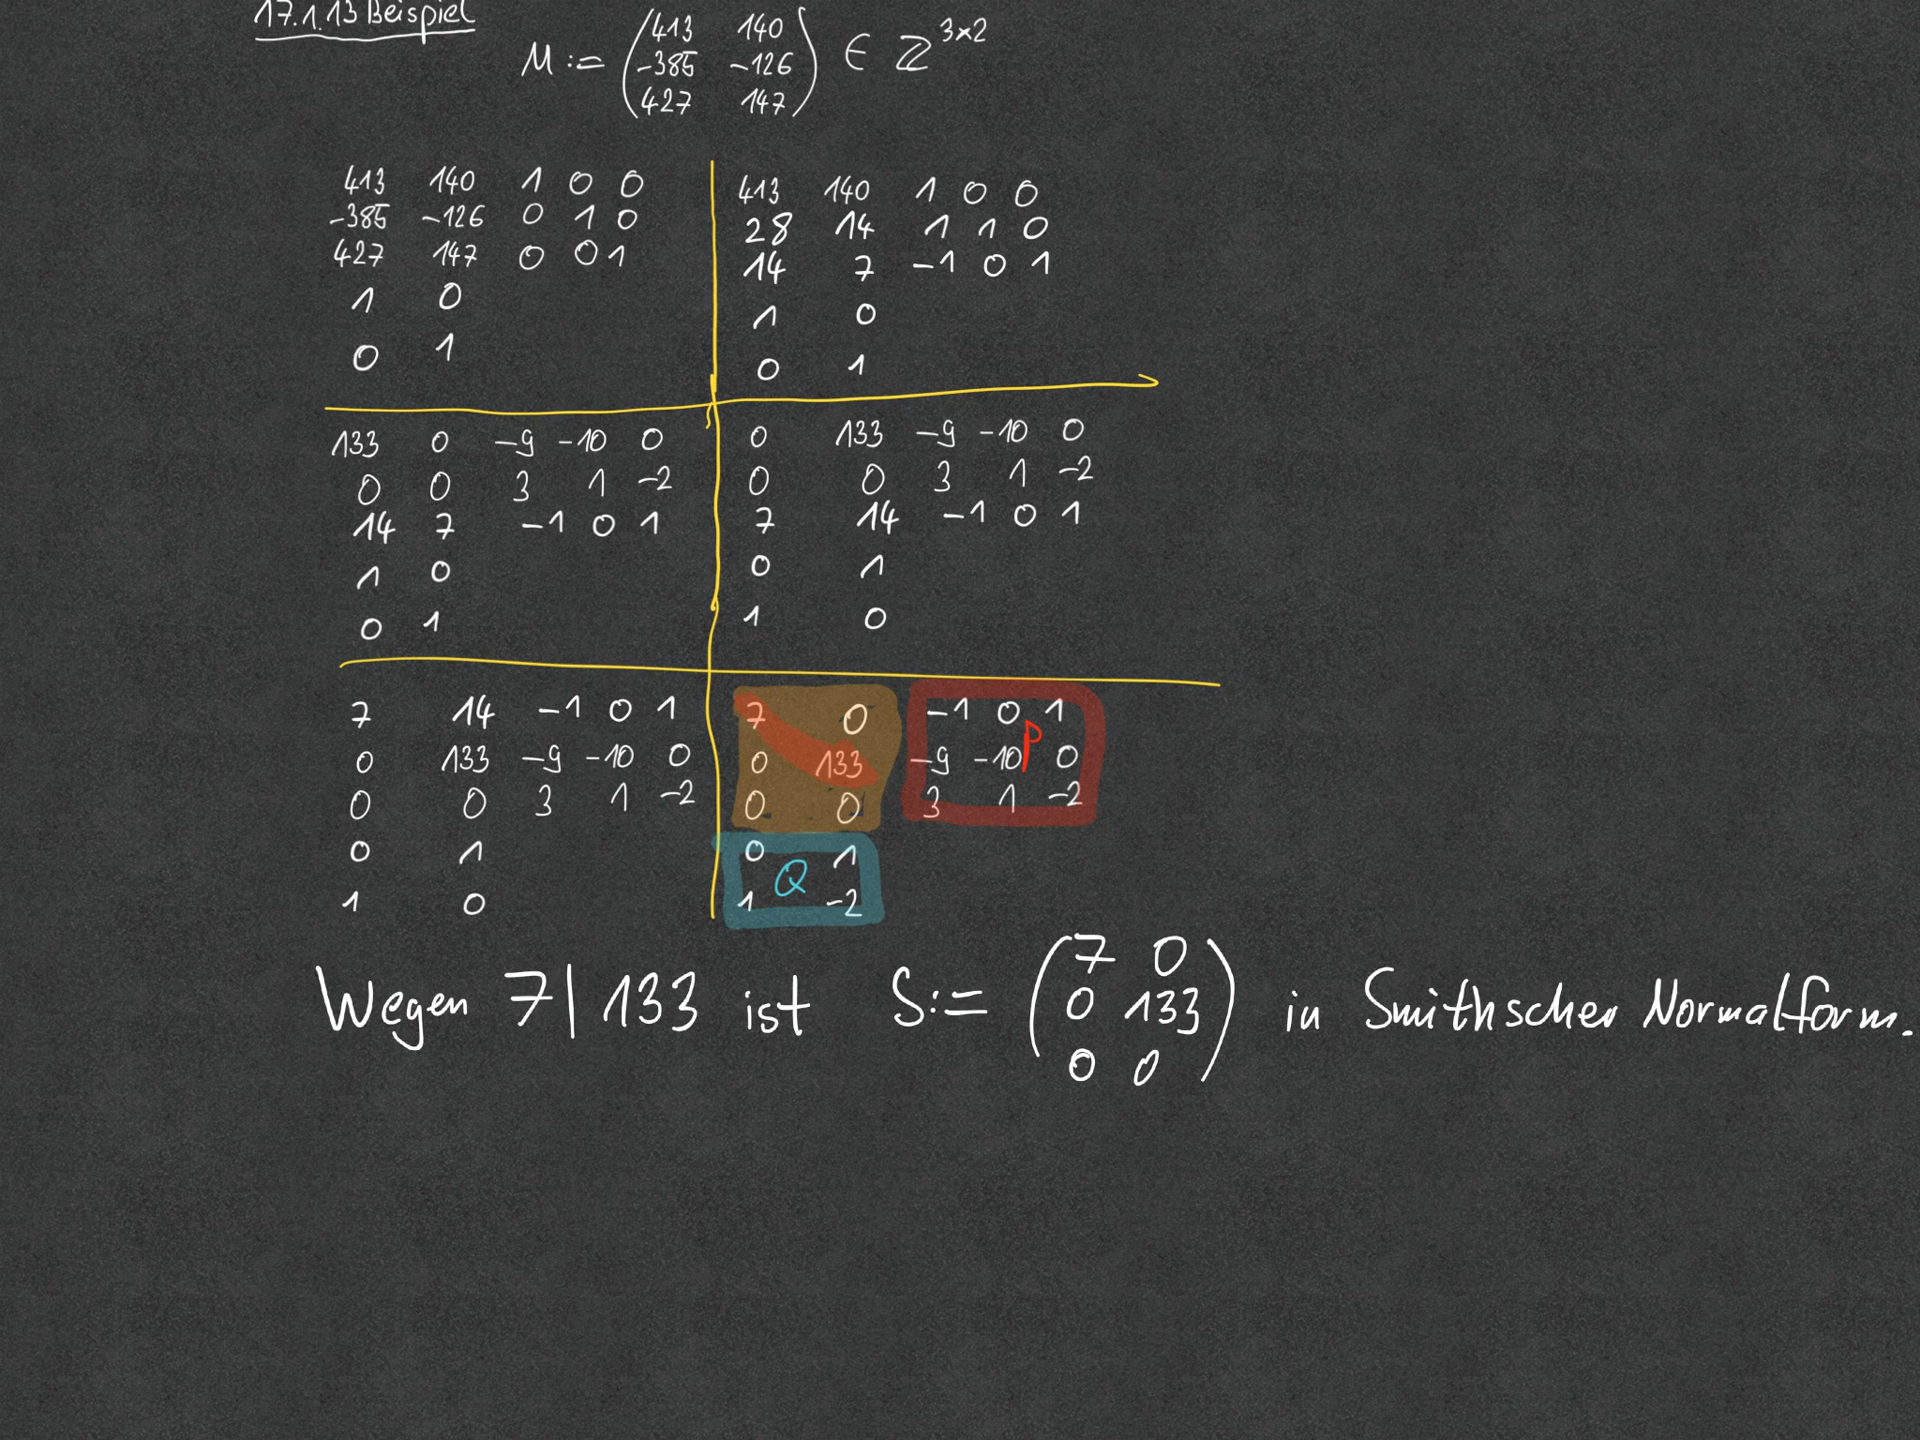 17.1.13 Beispiel
M := ( 413 140
-385 -126
427 147 ) ∈ ℤ^{3×2}
413 140 1 0 0
-385 -126 0 1 0
427 147 0 0 1
1 0
0 1
413 140 1 0 0
28 14 1 1 0
14 7 -1 0 1
1 0
0 1
133 0 -9 -10 0
0 0 3 1 -2
14 7 -1 0 1
1 0
0 1
0 133 -9 -10 0
0 0 3 1 -2
7 14 -1 0 1
0 1
1 0
7 14 -1 0 1
0 133 -9 -10 0
0 0 3 1 -2
0 1
1 0
7 0 -1 0 1
P
0 133 -9 -10 0
0 0 3 1 -2
0 1
Q
1 -2
Wegen 7 | 133 ist S := ( 7 0
0 133
0 0 ) in Smithscher Normalform.